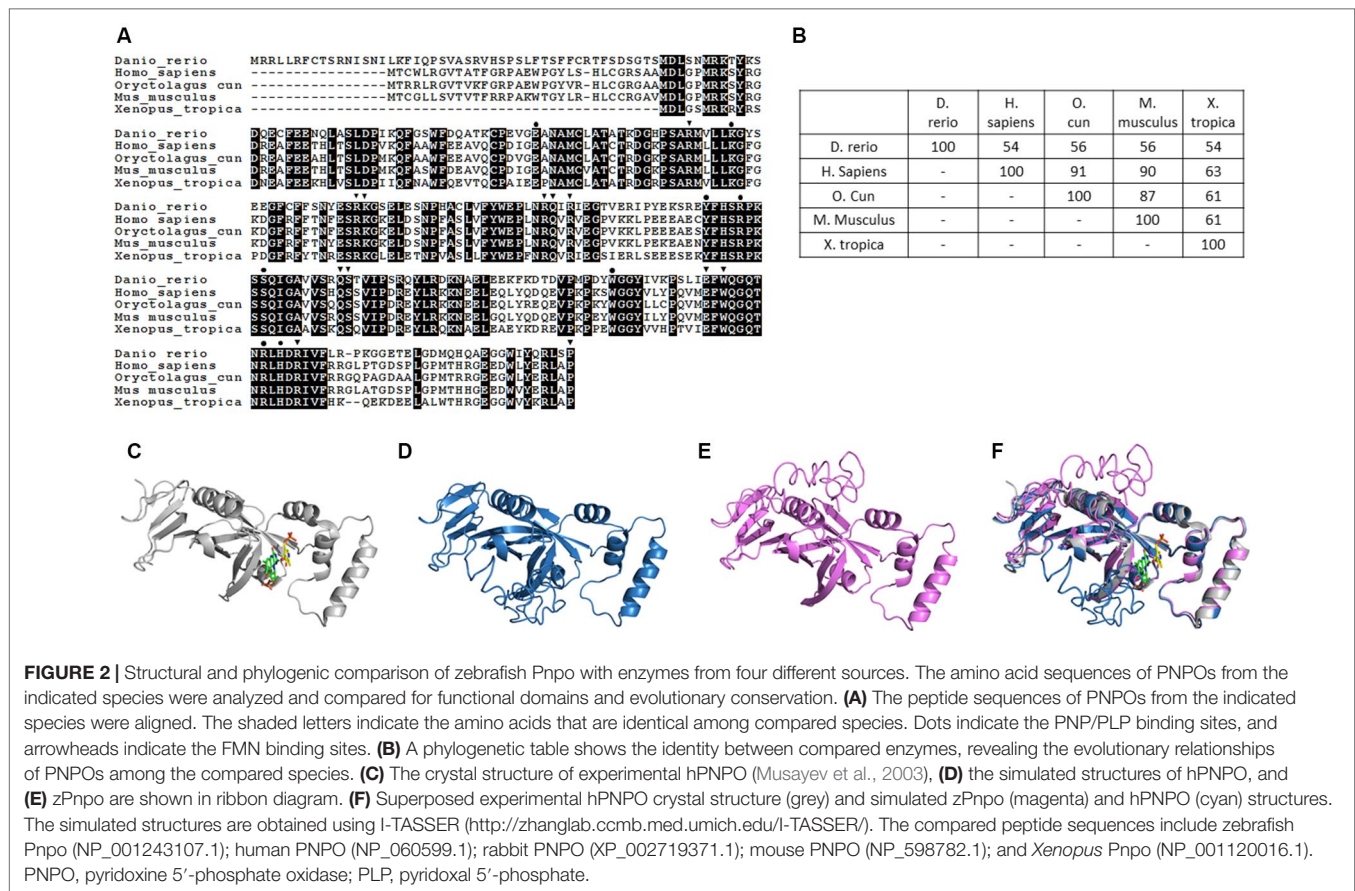 A
Danio_rerio MRRLLRFCTSRNISNILKFIQPSVASRVHSPSLFTSFFCRTFSDSGTSMDLSNMRKTYKS
Homo_sapiens ----------------MTCWLRGVTATFGRPAEWPGYLS-HLCGRSAAMDLGPMRKSYRG
Oryctolagus_cun ----------------MTRRLRGVTVKFGRPAEWPGYVR-HLCGRGSAMDLGPMRKSYRG
Mus_musculus ----------------MTCGLLSVTVTFRRPAKWTGYLR-HLCCRGAVMDLGPMRKSYRG
Xenopus_tropica ------------------------------------------------MDLGSMRKRYRS
Danio_rerio DQECFEENQLASLDPIKQFGSWFDQATKCPEVGEANAMCLATATKDGHPSARMVLLKGYS
Homo_sapiens DREAFEETHLTSLDPVKQFAAWFEEAVQCPDIGEANAMCLATCTRDGKPSARMLLLKGFG
Oryctolagus_cun DREAFEEAHLTSLDPMKQFAAWFEEAVQCPDIGEANAMCLATCTRDGKPSARMLLLKGFG
Mus_musculus DREAFEEAHLTSLDPMKQFASWFDEAVQCPDIGEANAMCVATCTRDGKPSARMLLLKGFG
Xenopus_tropica DNEAFEEKHLVSLDPIIQFNAWFQEVTQCPAIEEPNAMCLATCTRDGRPSARMVLLKGFG
Danio_rerio EEGFCFFSNYESRKGSELESNPHACLVFYWEPLNRQIRIEGTVERIPYEKSREYFHSRPK
Homo_sapiens KDGFRFFTNFESRKGKELDSNPFASLVFYWEPLNRQVRVEGPVKKLPEEEAECYFHSRPK
Oryctolagus_cun KDGFRFFTNFESRKGKELDSNPFASLVFYWEPLNRQVRVEGPVKKLPEEEAECYFHSRPK
Mus_musculus KDGFRFFTNYESRKGKELDSNPFASLVFYWEPLNRQVRVEGPVKKLPEKEAENYFHSRPK
Xenopus_tropica PDGFRFYTNRESRKGLELETNPVASLLFYWEPFNRQVRIEGSIERLSEEESEKYFHSRPK
Danio_rerio SSQIGAVVSRQSTVIPSRQYLRDKNAELEEKFKDTDVPMPDYWGGYIVKPSLIEFWQGQT
Homo_sapiens SSQIGAVVSHQSSVIPDREYLRKKNEELEQLYQDQEVPKPKSWGGYVLYPQVMEFWQGQT
Oryctolagus_cun SSQIGAVVSHQSSVIPDREYLRKKNEELEQLYREQEVPKPKYWGGYLLCPQVMEFWQGQT
Mus_musculus SSQIGAVVSRQSSVIPDREYLRKKNEELGQLYQDQEVPKPEYWGGYILYPQVMEFWQGQT
Xenopus_tropica SSQIGAAVSKQSQVIPDREYLRQKNAELEAEYKDREVPKPPEWGGYVVHPTVIEFWQGQT
Danio_rerio NRLHDRIVFLR-PKGGETELGDMQHQAEGGWIYQRLSP
Homo_sapiens NRLHDRIVFRRGLPTGDSPLGPMTHRGEEDWLYERLAP
Oryctolagus_cun NRLHDRIVFRRGQPAGDAALGPMTRRGEEDWLYERLAP
Mus_musculus NRLHDRIVFRRGLATGDSPLGPMTHHGEEDWVYERLAP
Xenopus_tropica NRLHDRIVFHK--QEKDEELALWTHRGEGGWVYKRLAP
B
D. rerio H. sapiens O. cun M. musculus X. tropica
D. rerio 100 54 56 56 54
H. Sapiens - 100 91 90 63
O. Cun - - 100 87 61
M. Musculus - - - 100 61
X. tropica - - - - 100
C D E F
FIGURE 2 | Structural and phylogenic comparison of zebrafish Pnpo with enzymes from four different sources. The amino acid sequences of PNPOs from the
indicated species were analyzed and compared for functional domains and evolutionary conservation. (A) The peptide sequences of PNPOs from the indicated
species were aligned. The shaded letters indicate the amino acids that are identical among compared species. Dots indicate the PNP/PLP binding sites, and
arrowheads indicate the FMN binding sites. (B) A phylogenetic table shows the identity between compared enzymes, revealing the evolutionary relationships
of PNPOs among the compared species. (C) The crystal structure of experimental hPNPO (Musayev et al., 2003), (D) the simulated structures of hPNPO, and
(E) zPnpo are shown in ribbon diagram. (F) Superposed experimental hPNPO crystal structure (grey) and simulated zPnpo (magenta) and hPNPO (cyan) structures.
The simulated structures are obtained using I-TASSER (http://zhanglab.ccmb.med.umich.edu/I-TASSER/). The compared peptide sequences include zebrafish
Pnpo (NP_001243107.1); human PNPO (NP_060599.1); rabbit PNPO (XP_002719371.1); mouse PNPO (NP_598782.1); and Xenopus Pnpo (NP_001120016.1).
PNPO, pyridoxine 5′-phosphate oxidase; PLP, pyridoxal 5′-phosphate.